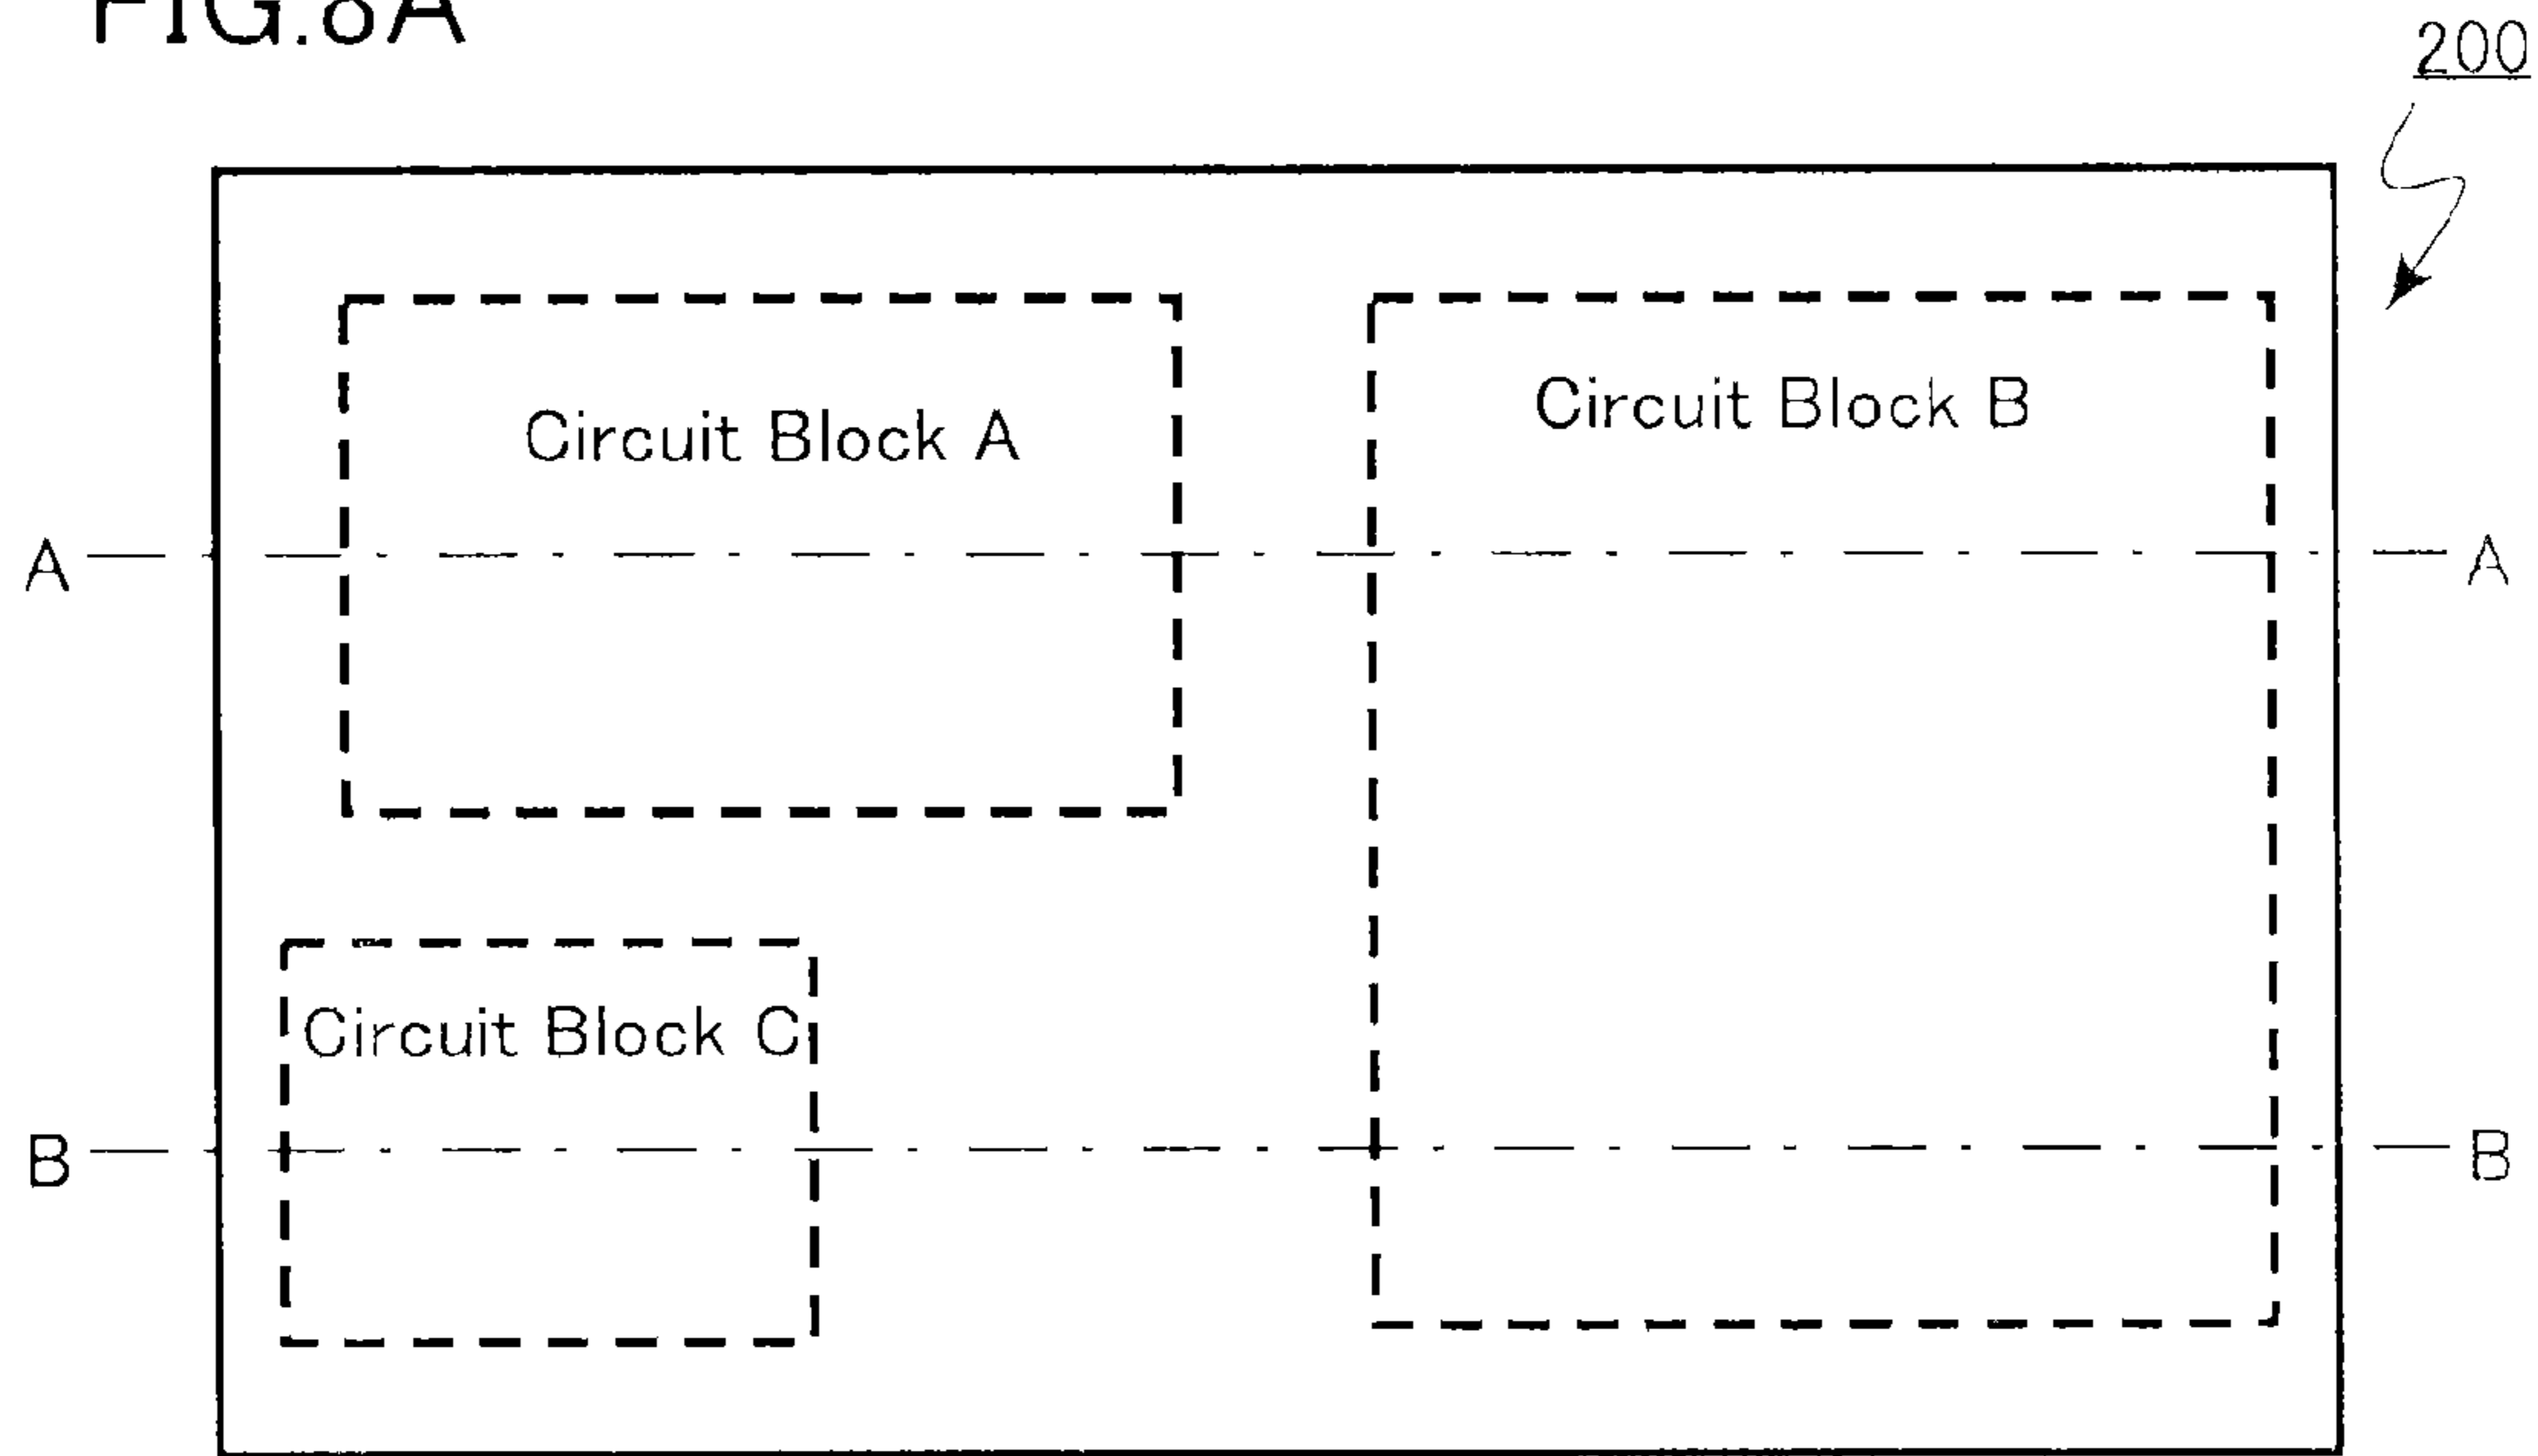 FIG.8A
200
Circuit Block A
Circuit Block B
A
A
Circuit Block C
B
B